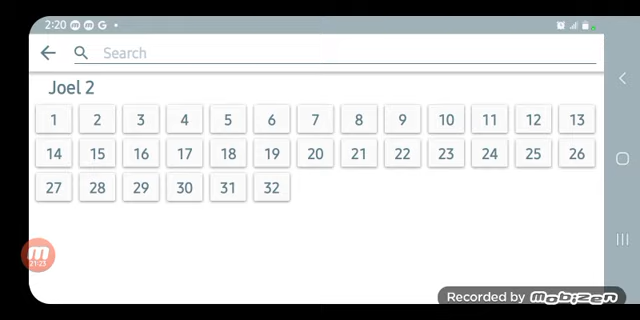 2:20
Search
Joel 2
1 2 3 4 5 6 7 8 9 10 11 12 13
14 15 16 17 18 19 20 21 22 23 24 25 26
27 28 29 30 31 32
01:23
Recorded by MOBIZEN